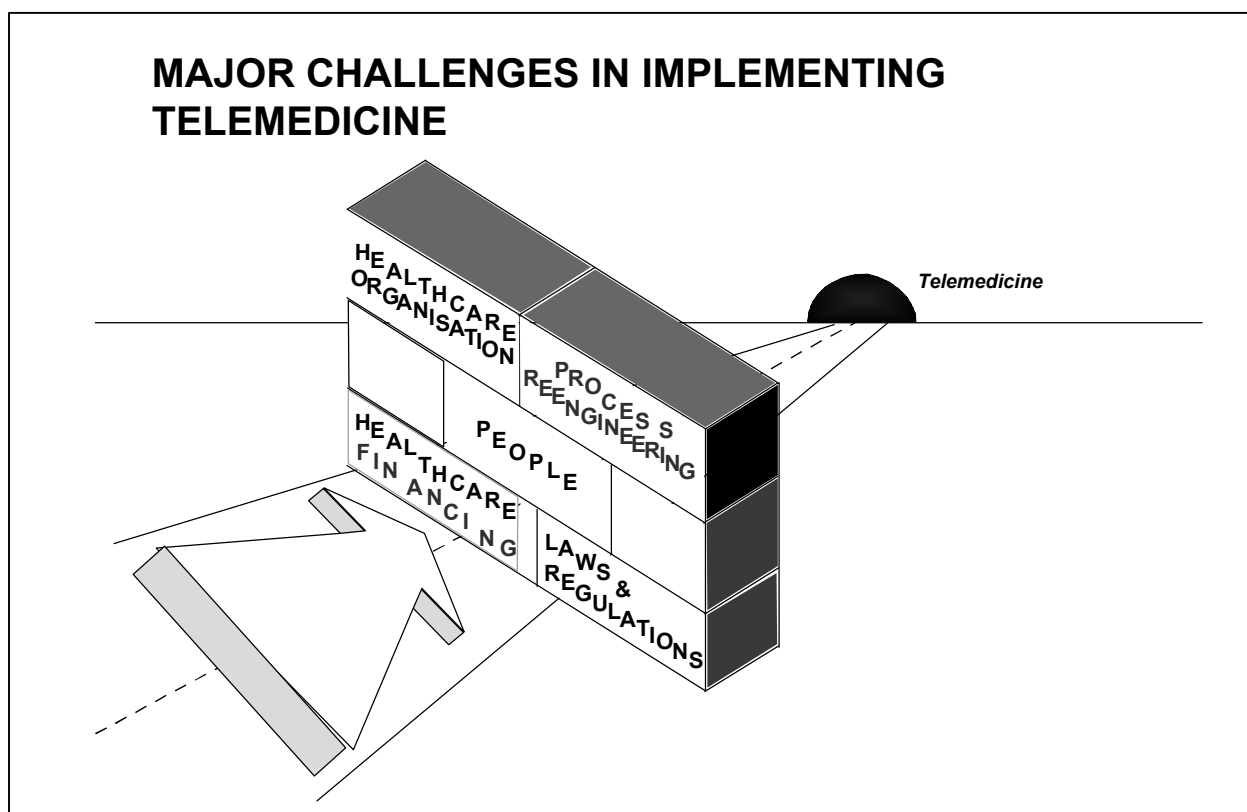 MAJOR CHALLENGES IN IMPLEMENTING
TELEMEDICINE
Telemedicine
HEALTHCARE
ORGANISATION
PROCESS
REENGINEERING
PEOPLE
HEALTHCARE
FINANCING
LAWS &
REGULATIONS